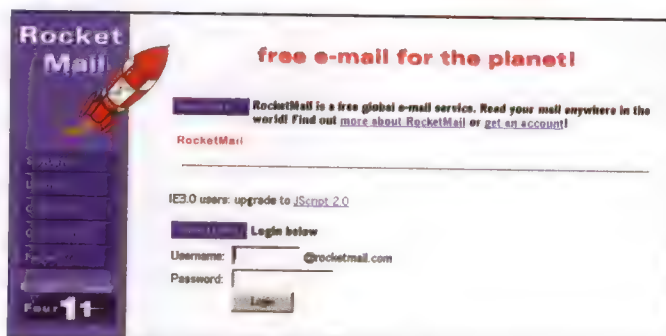 Rocket
Mail
free e-mail for the planet!
RocketMail is a free global e-mail service. Read your mail anywhere in the
world! Find out more about RocketMail or get an account!
RocketMail
IE3.0 users: upgrade to JScript 2.0
Login below
Username: @rocketmail.com
Password:
Login
Four11